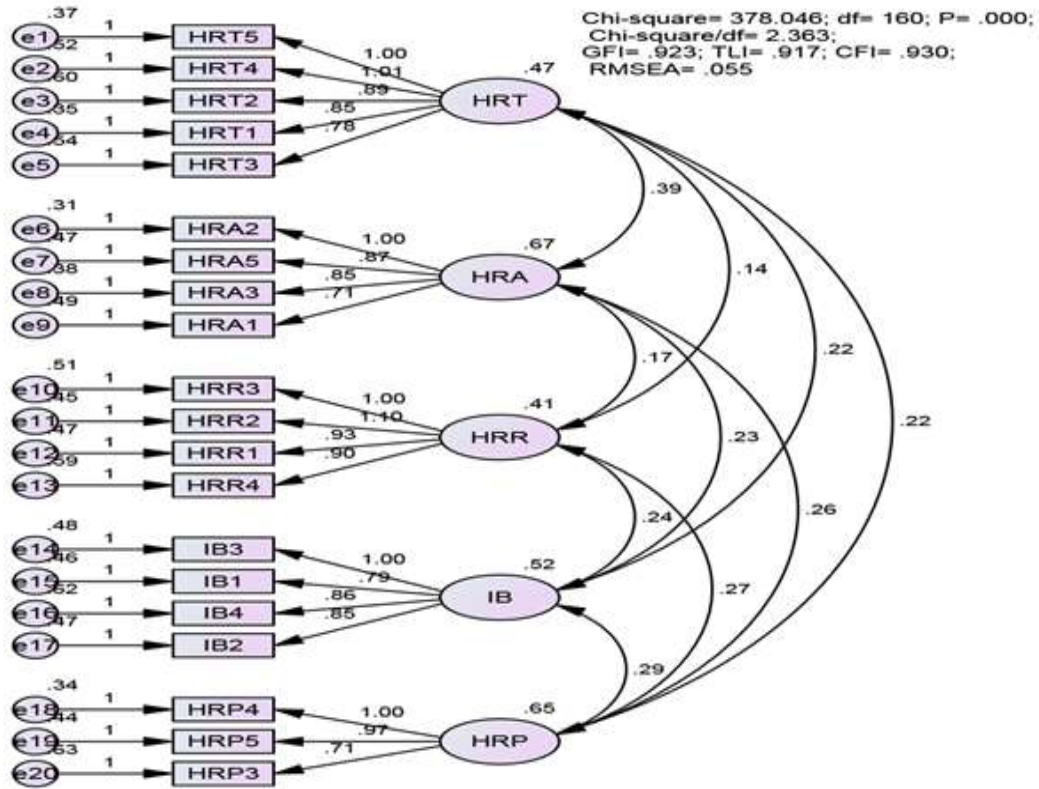 Chi-square= 378.046; df= 160; P= .000;
Chi-square/df= 2.363;
GFI= .923; TLI= .917; CFI= .930;
RMSEA= .055
.37
e1 1 HRT5 1.00
.52
e2 1 HRT4 1.01
.60
e3 1 HRT2 .89
.35
e4 1 HRT1 .85
.54
e5 1 HRT3 .78
.47
HRT
.39
.31
e6 1 HRA2 1.00
.47
e7 1 HRA5 .87
.38
e8 1 HRA3 .85
.49
e9 1 HRA1 .71
.67
HRA
.14
.17
.22
.22
.51
e10 1 HRR3 1.00
.45
e11 1 HRR2 1.10
.47
e12 1 HRR1 .93
.59
e13 1 HRR4 .90
.41
HRR
.23
.24
.26
.27
.48
e14 1 IB3 1.00
.46
e15 1 IB1 .79
.52
e16 1 IB4 .86
.47
e17 1 IB2 .85
.52
IB
.29
.34
e18 1 HRP4 1.00
.44
e19 1 HRP5 .97
.53
e20 1 HRP3 .71
.65
HRP